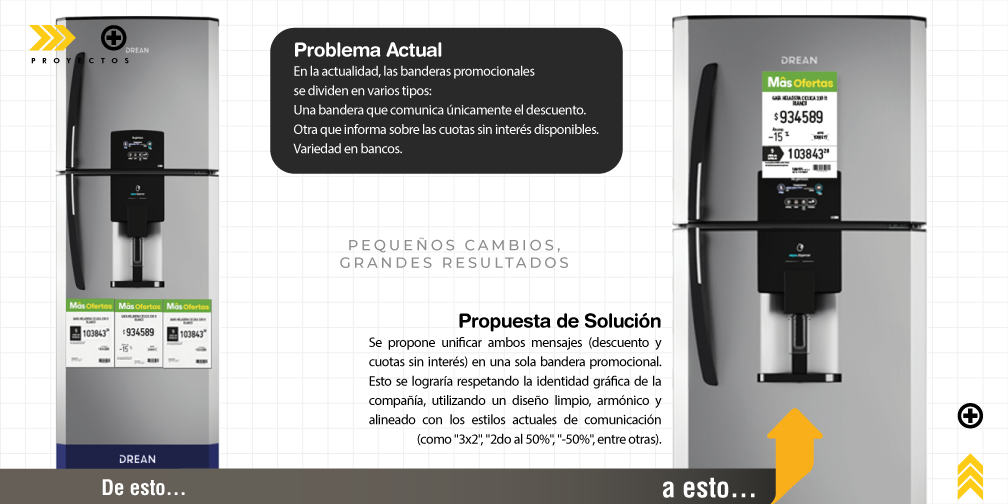 PROYECTOS
DREAN
Problema Actual
En la actualidad, las banderas promocionales
se dividen en varios tipos:
Una bandera que comunica únicamente el descuento.
Otra que informa sobre las cuotas sin interés disponibles.
Variedad en bancos.
PEQUEÑOS CAMBIOS,
GRANDES RESULTADOS
Más Ofertas
103843
Más Ofertas
$ 934589
-15 %
Más Ofertas
103843
DREAN
Propuesta de Solución
Se propone unificar ambos mensajes (descuento y
cuotas sin interés) en una sola bandera promocional.
Esto se lograría respetando la identidad gráfica de la
compañía, utilizando un diseño limpio, armónico y
alineado con los estilos actuales de comunicación
(como "3x2", "2do al 50%", "-50%", entre otras).
DREAN
Más Ofertas
BLANCO
$ 934589
-15 %
103843
De esto...
a esto...